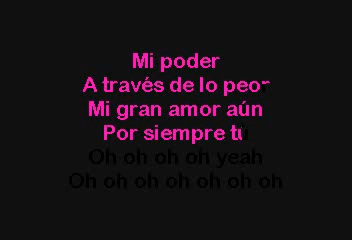 Mi poder
A través de lo peor
Mi gran amor aún
Por siempre tú
Oh oh oh oh yeah
Oh oh oh oh oh oh oh